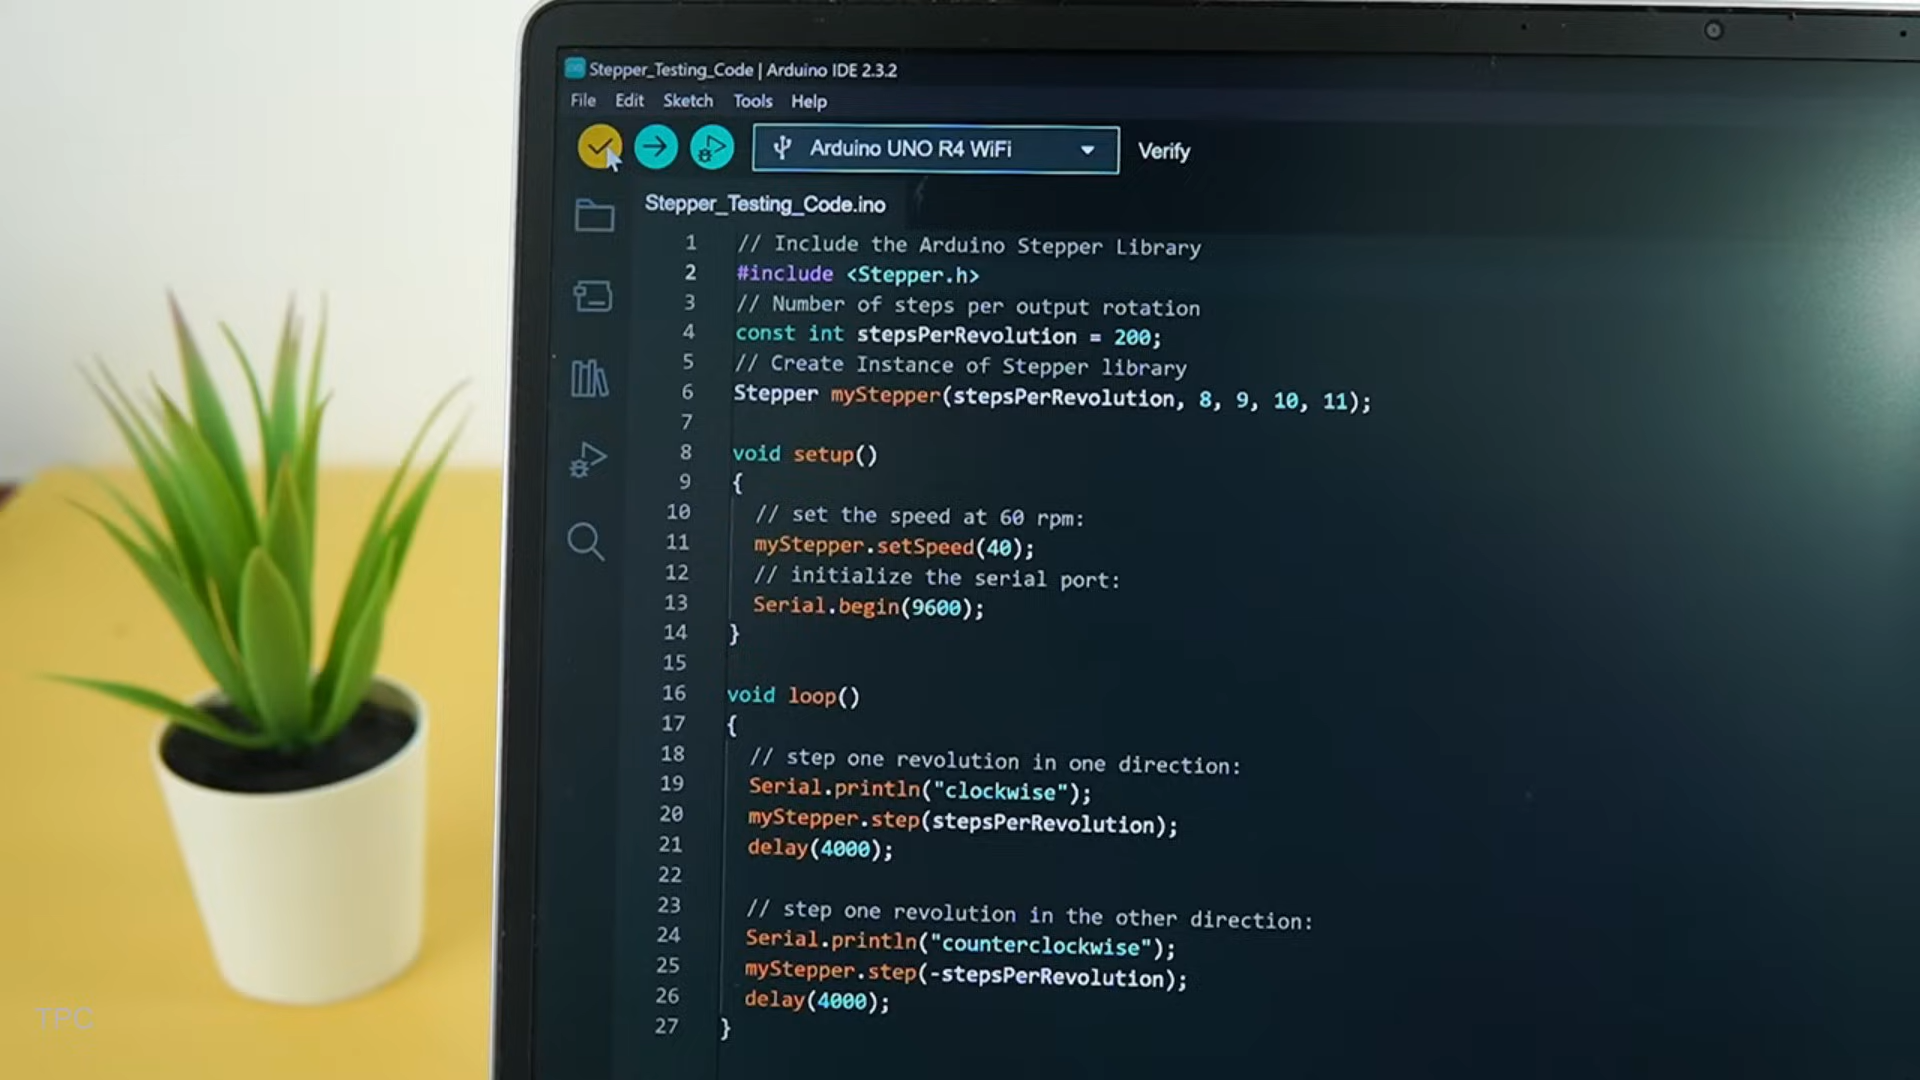 Stepper_Testing_Code | Arduino IDE 2.3.2
File Edit Sketch Tools Help
Arduino UNO R4 WiFi Verify
Stepper_Testing_Code.ino
1 // Include the Arduino Stepper Library
2 #include <Stepper.h>
3 // Number of steps per output rotation
4 const int stepsPerRevolution = 200;
5 // Create Instance of Stepper library
6 Stepper myStepper(stepsPerRevolution, 8, 9, 10, 11);
7
8 void setup()
9 {
10 // set the speed at 60 rpm:
11 myStepper.setSpeed(40);
12 // initialize the serial port:
13 Serial.begin(9600);
14 }
15
16 void loop()
17 {
18 // step one revolution in one direction:
19 Serial.println("clockwise");
20 myStepper.step(stepsPerRevolution);
21 delay(4000);
22
23 // step one revolution in the other direction:
24 Serial.println("counterclockwise");
25 myStepper.step(-stepsPerRevolution);
26 delay(4000);
27 }
TPC